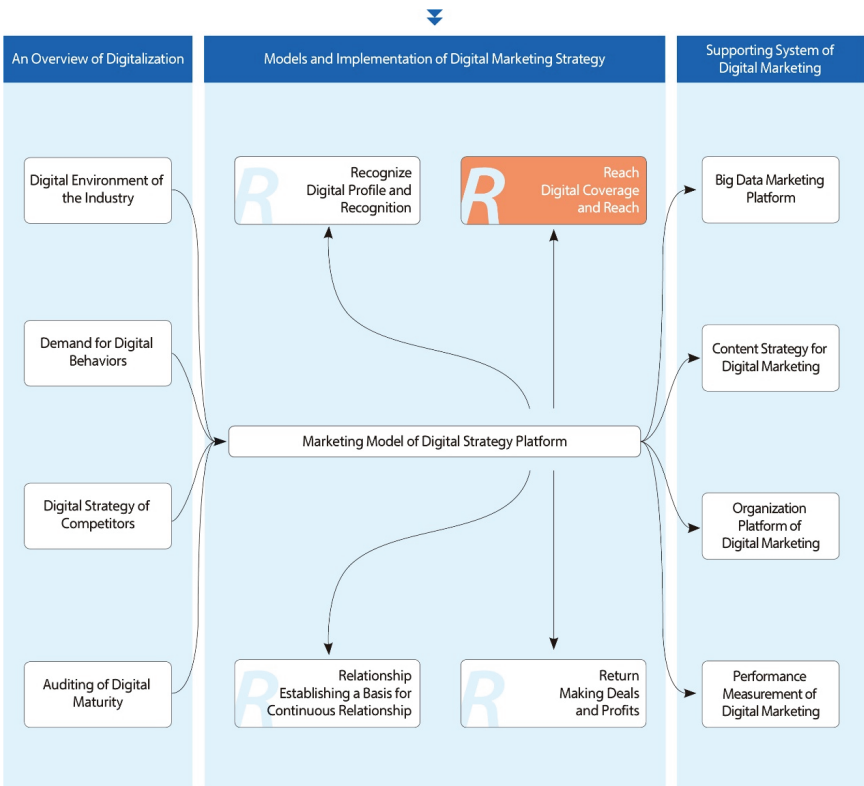 An Overview of Digitalization
Models and Implementation of Digital Marketing Strategy
Supporting System of
Digital Marketing
Digital Environment of
the Industry
Demand for Digital
Behaviors
Digital Strategy of
Competitors
Auditing of Digital
Maturity
R
Recognize
Digital Profile and
Recognition
R
Reach
Digital Coverage
and Reach
Marketing Model of Digital Strategy Platform
R
Relationship
Establishing a Basis for
Continuous Relationship
R
Return
Making Deals
and Profits
Big Data Marketing
Platform
Content Strategy for
Digital Marketing
Organization
Platform of
Digital Marketing
Performance
Measurement of
Digital Marketing